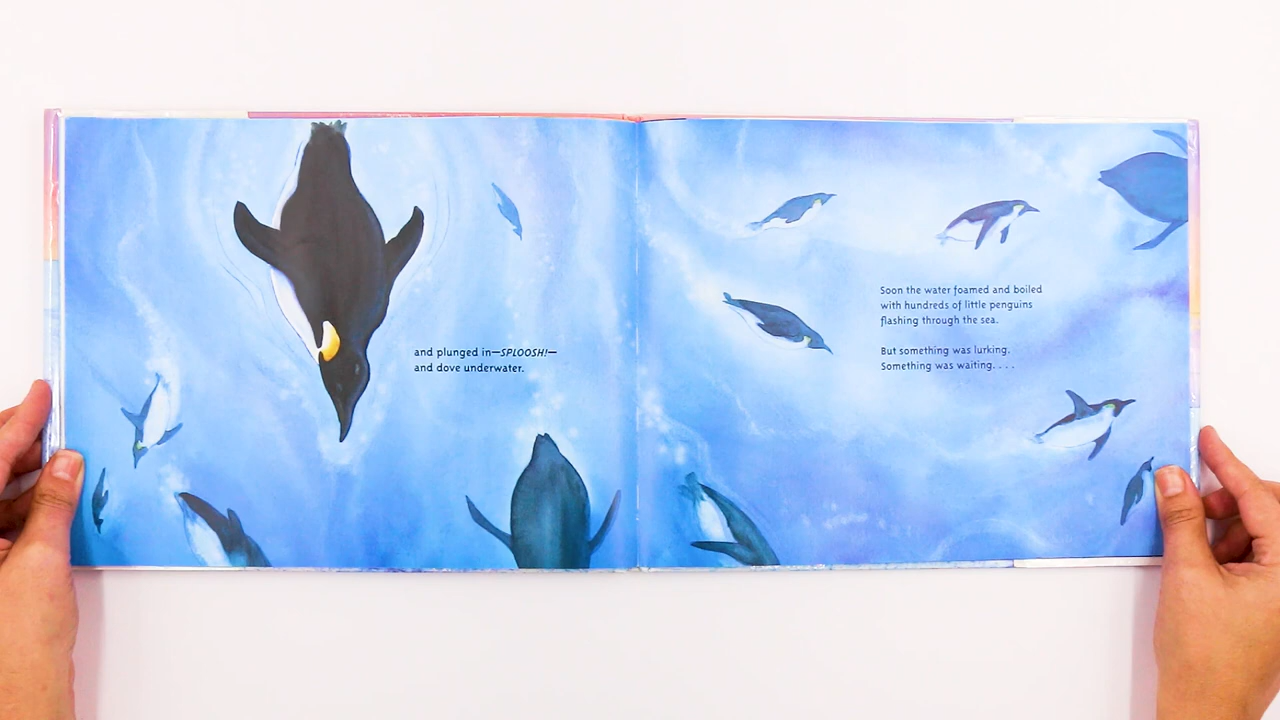 and plunged in—SPLOOSH!—
and dove underwater.
Soon the water foamed and boiled
with hundreds of little penguins
flashing through the sea.
But something was lurking.
Something was waiting. . . .